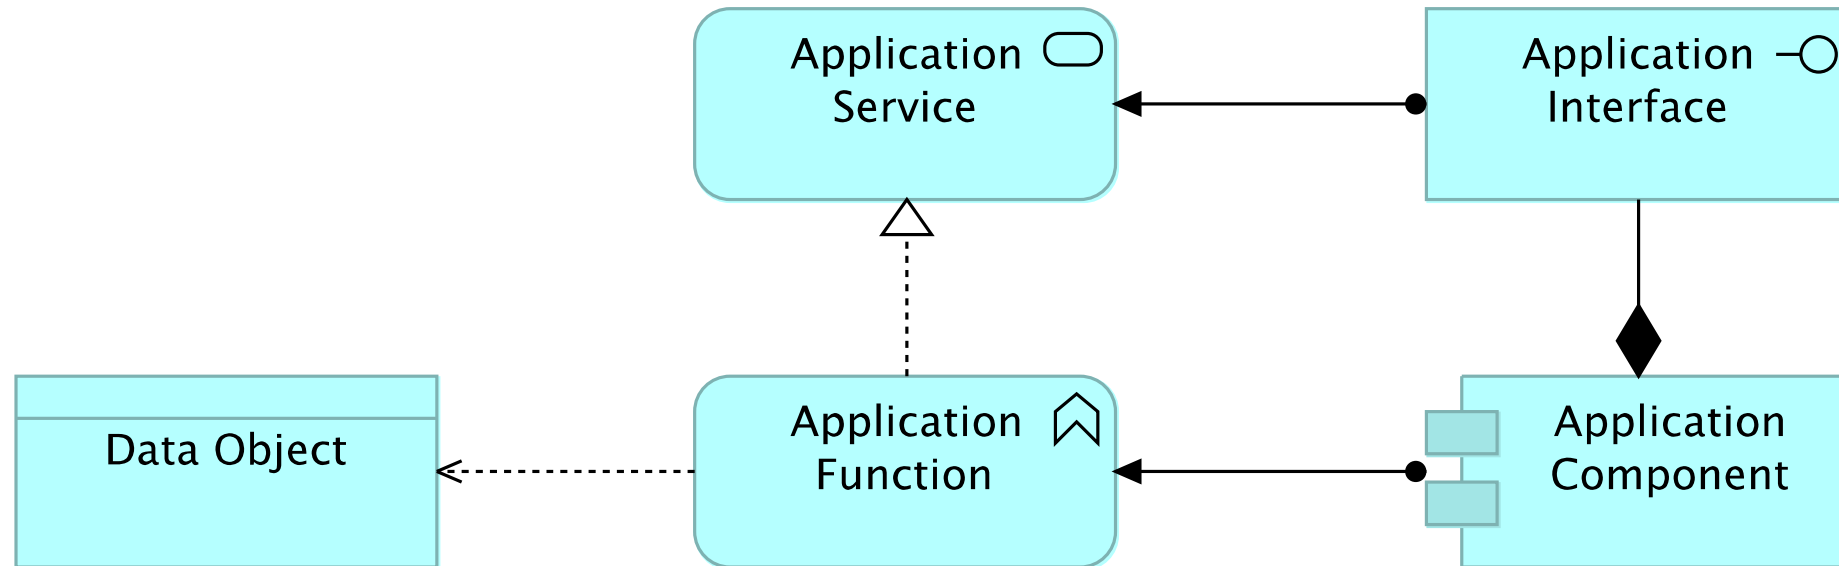 Application
Service
Application
Interface
Data Object
Application
Function
Application
Component